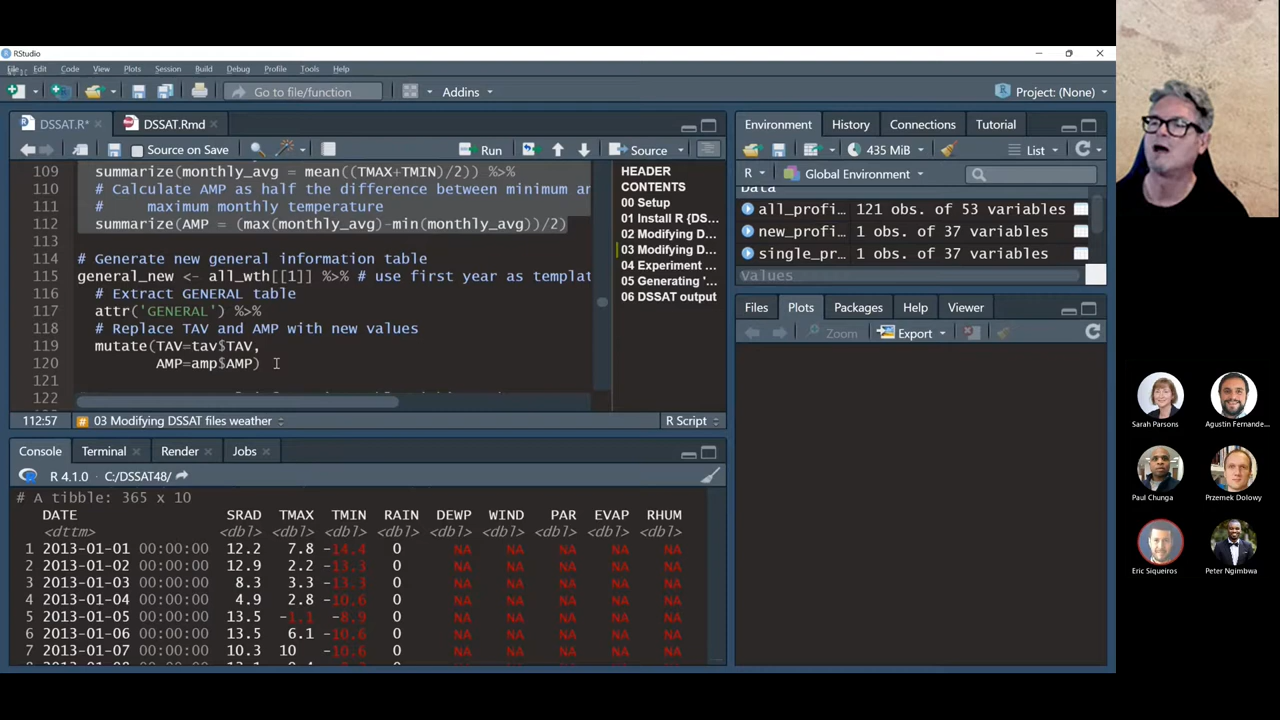 RStudio
File Edit Code View Plots Session Build Debug Profile Tools Help
Go to file/function
Addins
Project: (None)
DSSAT.R*
DSSAT.Rmd
Source on Save
Run
Source
109 summarize(monthly_avg = mean((TMAX+TMIN)/2)) %>%
110 # Calculate AMP as half the difference between minimum an
111 # maximum monthly temperature
112 summarize(AMP = (max(monthly_avg)-min(monthly_avg))/2)
113
114 # Generate new general information table
115 general_new <- all_wth[[1]] %>% # use first year as templat
116 # Extract GENERAL table
117 attr('GENERAL') %>%
118 # Replace TAV and AMP with new values
119 mutate(TAV=tav$TAV,
120 AMP=amp$AMP)
121
122
HEADER
CONTENTS
00 Setup
01 Install R {DS...
02 Modifying D...
03 Modifying D...
04 Experiment ...
05 Generating '...
06 DSSAT output
112:57
03 Modifying DSSAT files weather
R Script
Console Terminal Render Jobs
R 4.1.0 · C:/DSSAT48/
# A tibble: 365 x 10
DATE SRAD TMAX TMIN RAIN DEWP WIND PAR EVAP RHUM
<dttm> <dbl> <dbl> <dbl> <dbl> <dbl> <dbl> <dbl> <dbl> <dbl>
1 2013-01-01 00:00:00 12.2 7.8 -14.4 0 NA NA NA NA NA
2 2013-01-02 00:00:00 12.9 2.2 -13.3 0 NA NA NA NA NA
3 2013-01-03 00:00:00 8.3 3.3 -13.3 0 NA NA NA NA NA
4 2013-01-04 00:00:00 4.9 2.8 -10.6 0 NA NA NA NA NA
5 2013-01-05 00:00:00 13.5 -1.1 -8.9 0 NA NA NA NA NA
6 2013-01-06 00:00:00 13.5 6.1 -10.6 0 NA NA NA NA NA
7 2013-01-07 00:00:00 10.3 10 -10.6 0 NA NA NA NA NA
Environment History Connections Tutorial
435 MiB
List
R
Global Environment
Data
all_profi... 121 obs. of 53 variables
new_profi... 1 obs. of 37 variables
single_pr... 1 obs. of 37 variables
Values
Files Plots Packages Help Viewer
Zoom
Export
Sarah Parsons
Agustin Fernande...
Paul Chunga
Przemek Dolowy
Eric Siqueiros
Peter Ngimbwa